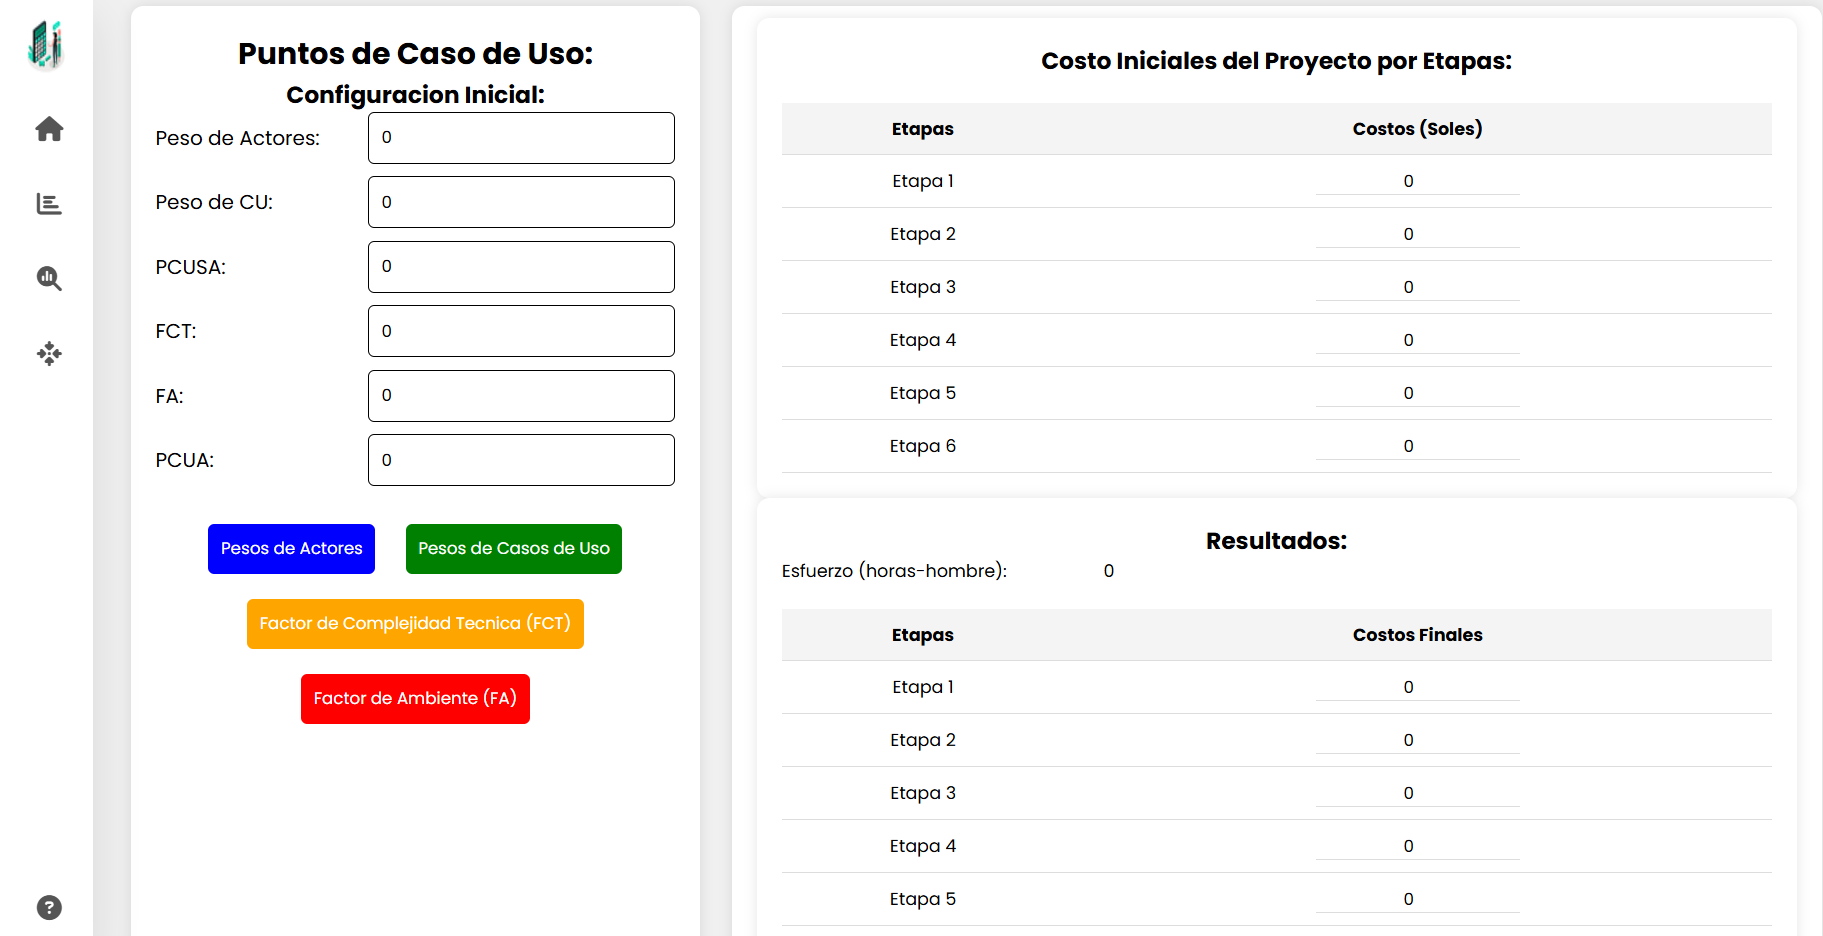 Puntos de Caso de Uso:
Configuracion Inicial:
Peso de Actores: 0
Peso de CU: 0
PCUSA: 0
FCT: 0
FA: 0
PCUA: 0
Pesos de Actores
Pesos de Casos de Uso
Factor de Complejidad Tecnica (FCT)
Factor de Ambiente (FA)
Costo Iniciales del Proyecto por Etapas:
Etapas Costos (Soles)
Etapa 1 0
Etapa 2 0
Etapa 3 0
Etapa 4 0
Etapa 5 0
Etapa 6 0
Resultados:
Esfuerzo (horas-hombre): 0
Etapas Costos Finales
Etapa 1 0
Etapa 2 0
Etapa 3 0
Etapa 4 0
Etapa 5 0